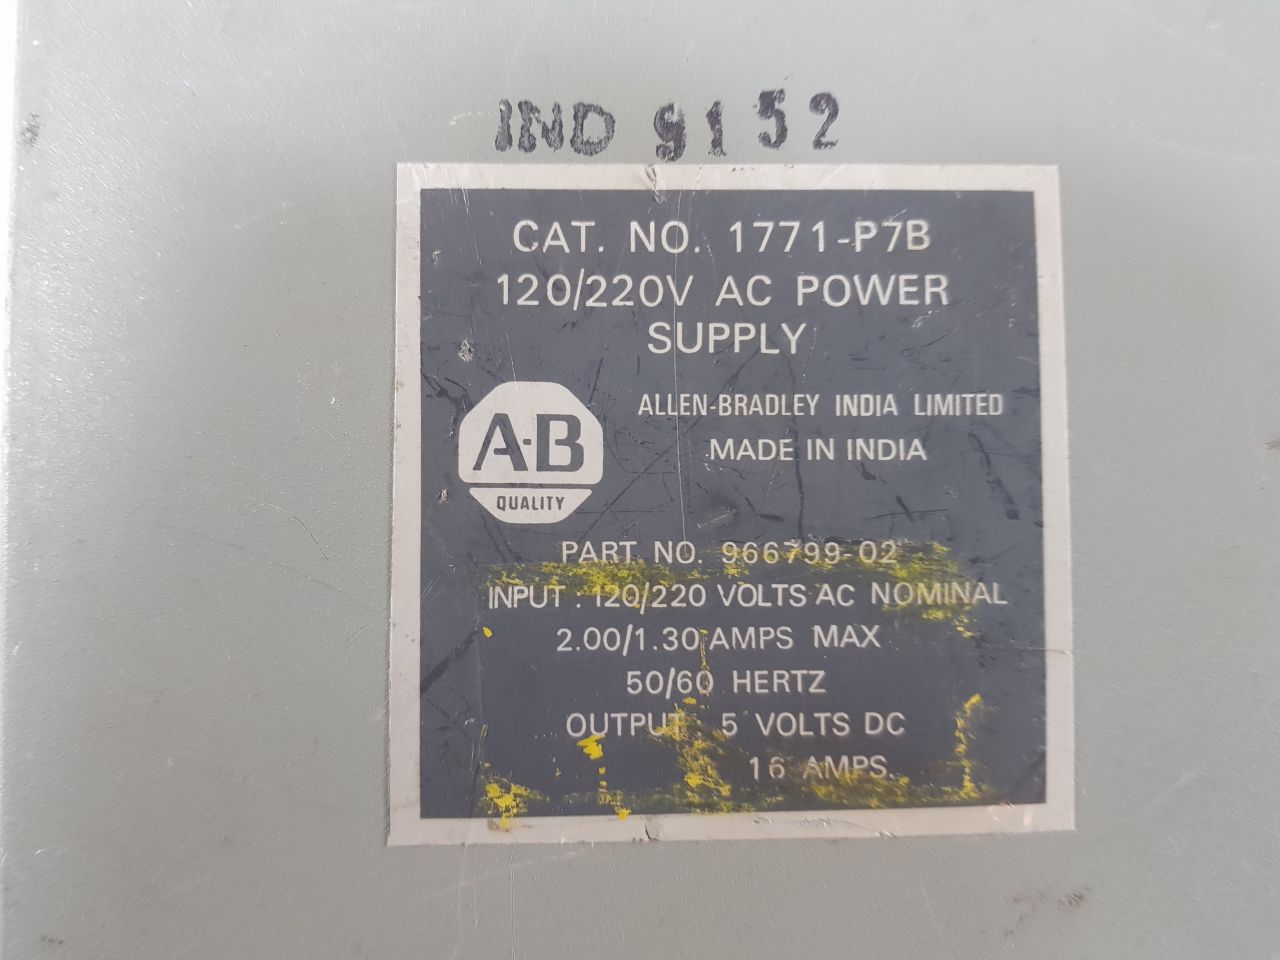 IND 9152
CAT. NO. 1771-P7B
120/220V AC POWER
SUPPLY
A-B
QUALITY
ALLEN-BRADLEY INDIA LIMITED
MADE IN INDIA
PART NO. 966799-02
INPUT : 120/220 VOLTS AC NOMINAL
2.00/1.30 AMPS MAX
50/60 HERTZ
OUTPUT 5 VOLTS DC
16 AMPS.